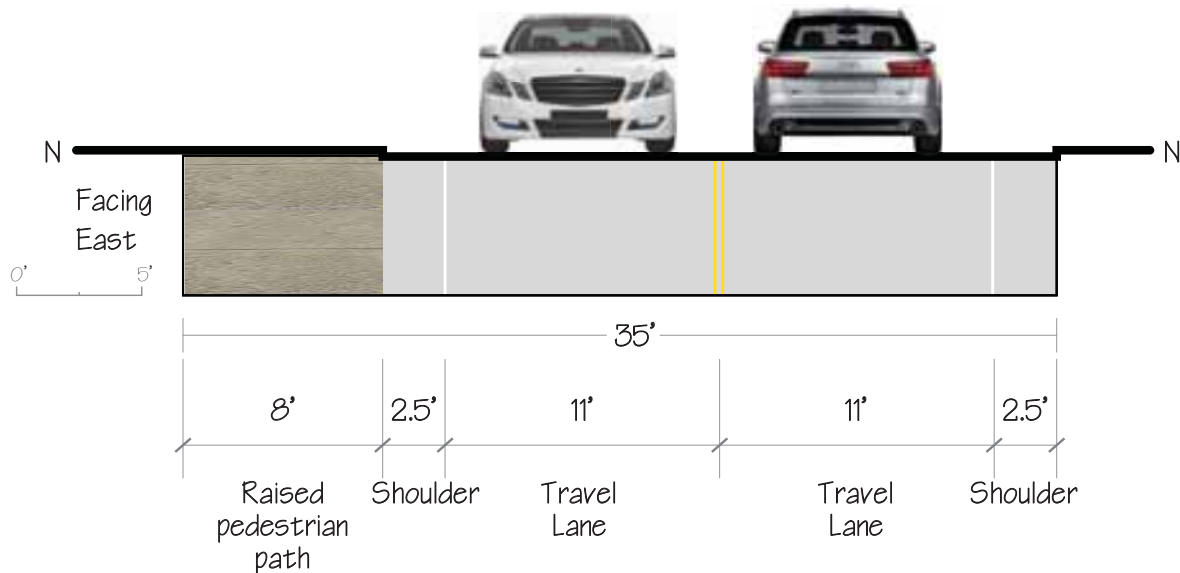 N
N
Facing
East
0'
5'
35'
8'
2.5'
11'
11'
2.5'
Raised
pedestrian
path
Shoulder
Travel
Lane
Travel
Lane
Shoulder